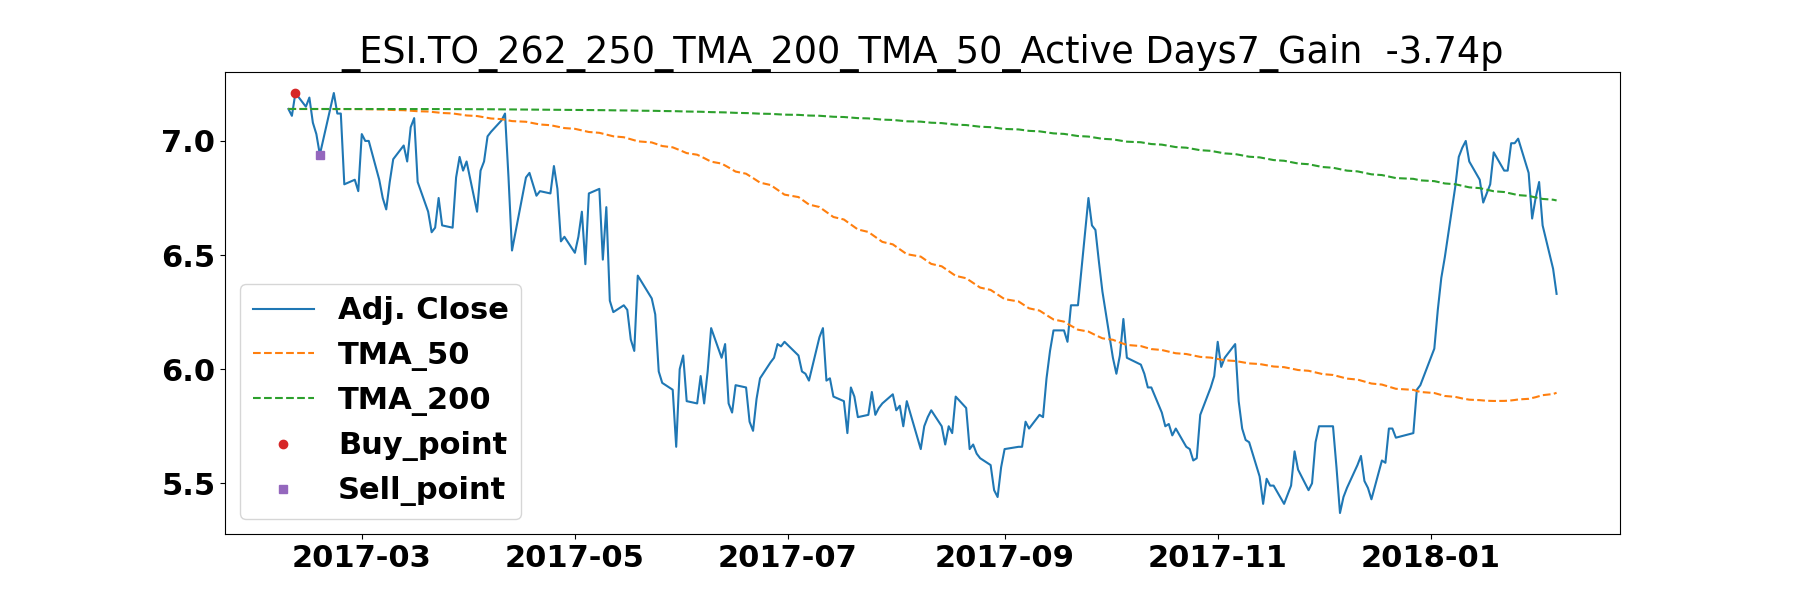 _ESI.TO_262_250_TMA_200_TMA_50_Active Days7_Gain  -3.74p
7.0
6.5
6.0
5.5
Adj. Close
TMA_50
TMA_200
Buy_point
Sell_point
2017-03 2017-05 2017-07 2017-09 2017-11 2018-01